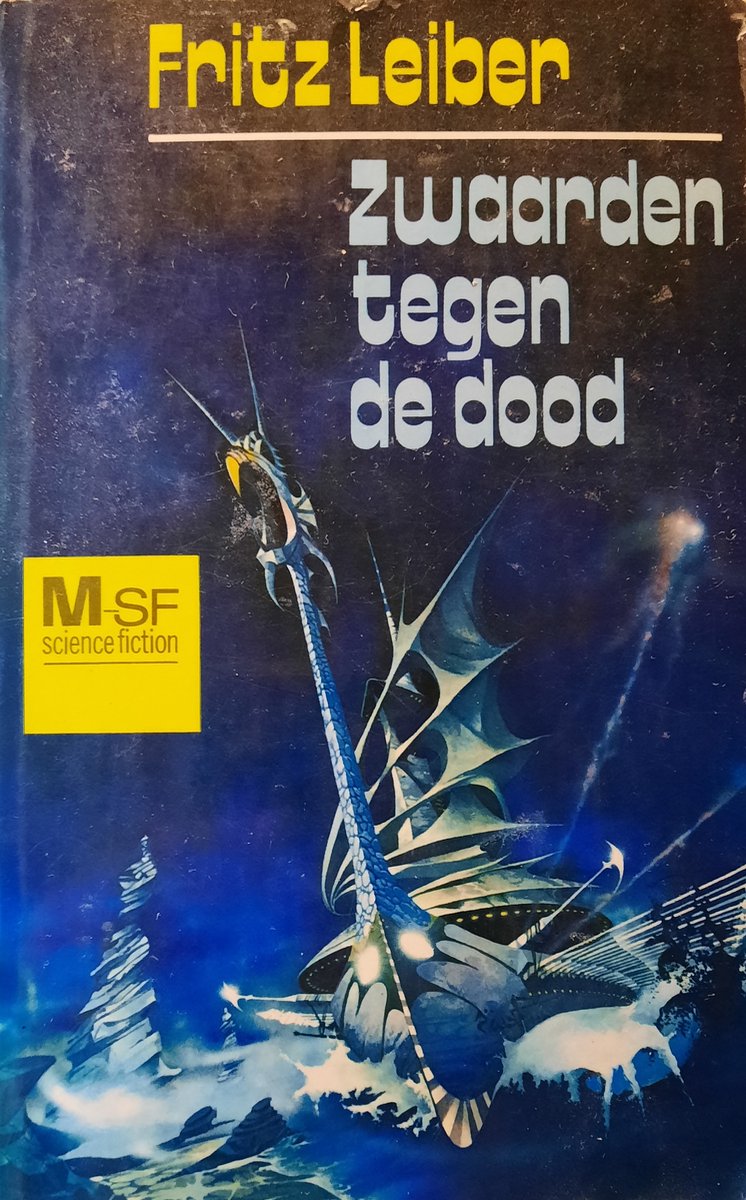 Fritz Leiber
Zwaarden
tegen
de dood
M-SF
science fiction